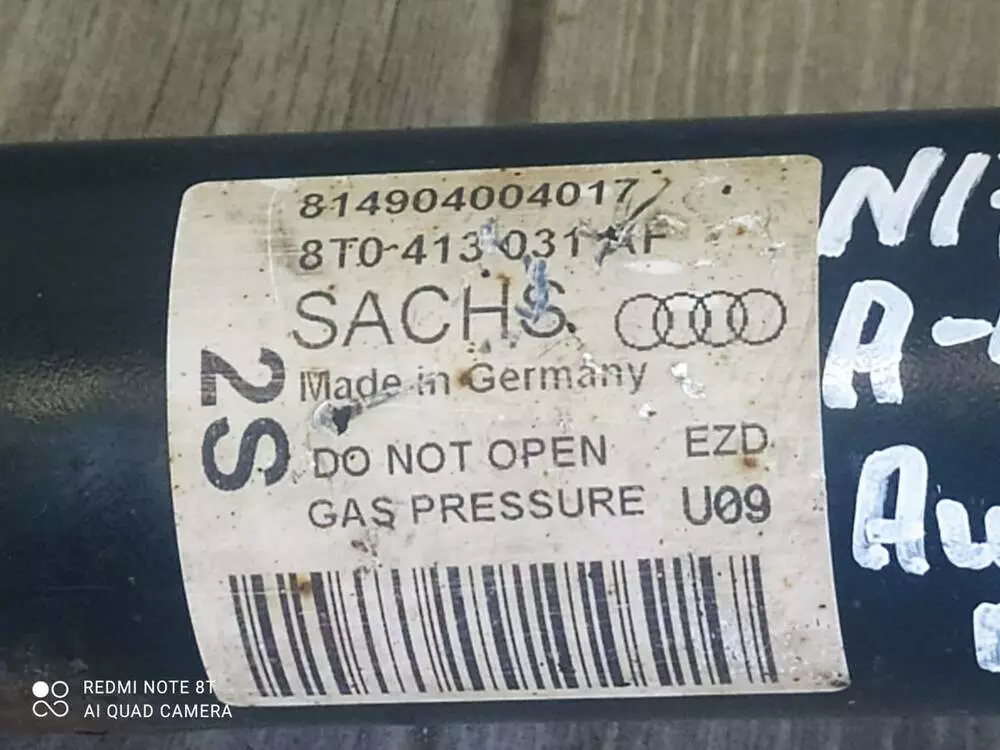 814904004017
8T0-413 031 AF
SACHS
2S
Made in Germany
DO NOT OPEN EZD
GAS PRESSURE U09
A-
Au
REDMI NOTE 8T
AI QUAD CAMERA